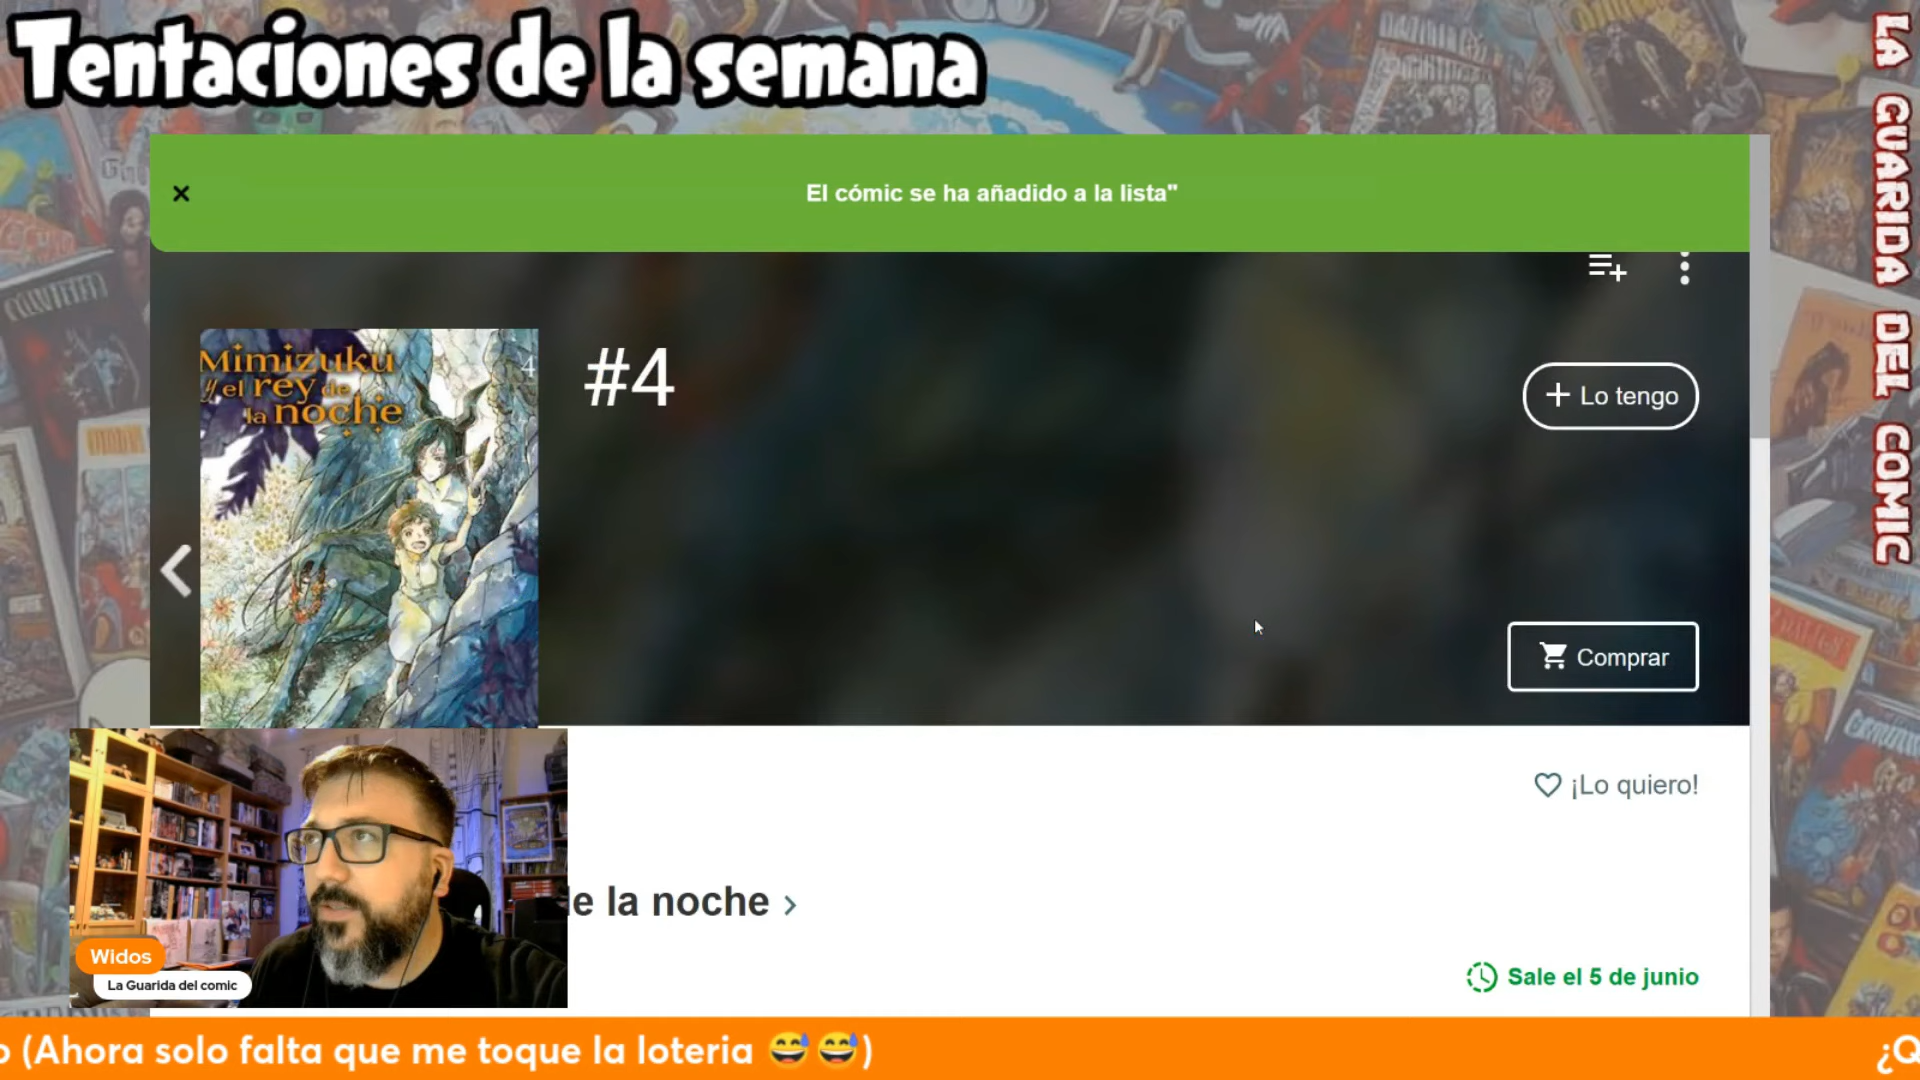 Tentaciones de la semana
LA GUARIDA DEL COMIC
El cómic se ha añadido a la lista"
Mimizuku
y el rey de
la noche
4
#4
+ Lo tengo
Comprar
¡Lo quiero!
e la noche
Sale el 5 de junio
Widos
La Guarida del comic
o (Ahora solo falta que me toque la loteria 😅😅)
¿Q